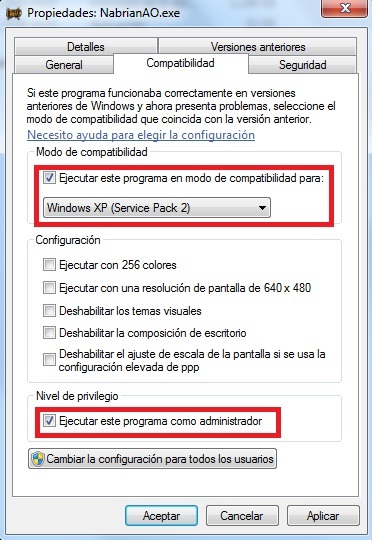 Propiedades: NabrianAO.exe
Detalles
Versiones anteriores
General
Compatibilidad
Seguridad
Si este programa funcionaba correctamente en versiones
anteriores de Windows y ahora presenta problemas, seleccione el
modo de compatibilidad que coincida con la versión anterior.
Necesito ayuda para elegir la configuración
Modo de compatibilidad
Ejecutar este programa en modo de compatibilidad para:
Windows XP (Service Pack 2)
Configuración
Ejecutar con 256 colores
Ejecutar con una resolución de pantalla de 640 x 480
Deshabilitar los temas visuales
Deshabilitar la composición de escritorio
Deshabilitar el ajuste de escala de la pantalla si se usa la
configuración elevada de ppp
Nivel de privilegio
Ejecutar este programa como administrador
Cambiar la configuración para todos los usuarios
Aceptar
Cancelar
Aplicar